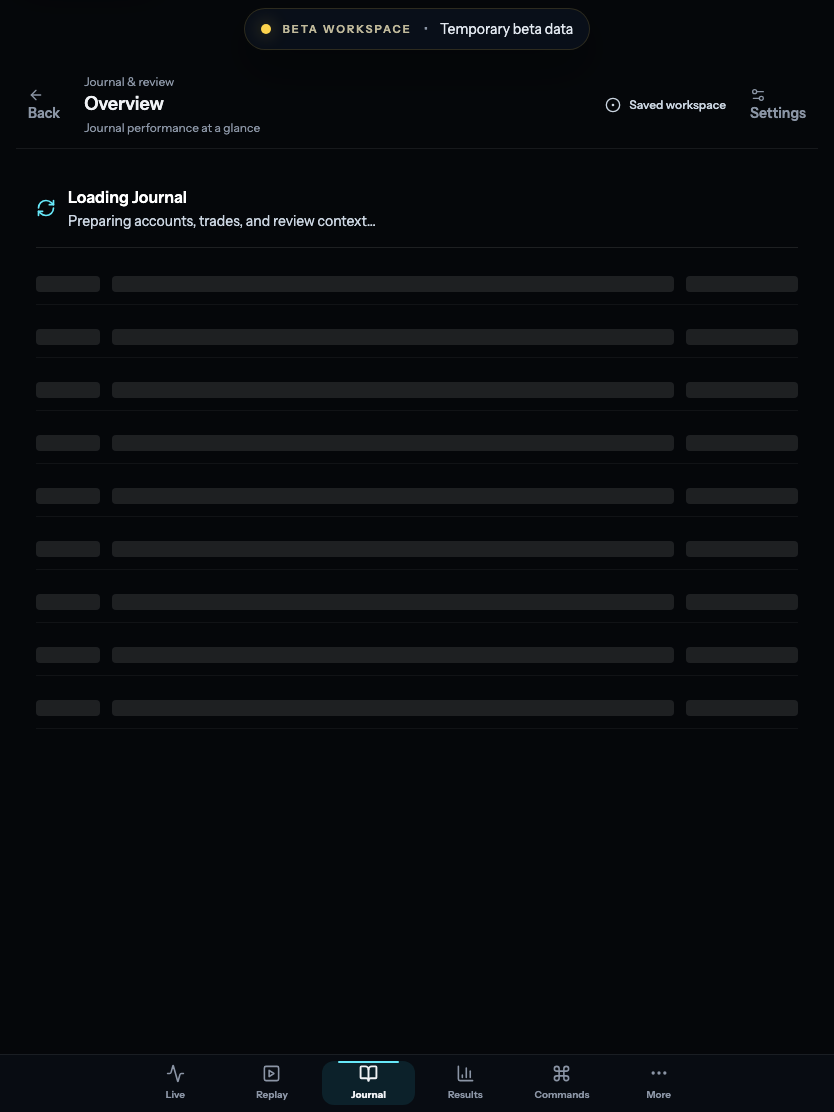 BETA WORKSPACE · Temporary beta data
Journal & review
Back
Overview
Journal performance at a glance
Saved workspace
Settings
Loading Journal
Preparing accounts, trades, and review context...
Live
Replay
Journal
Results
Commands
More